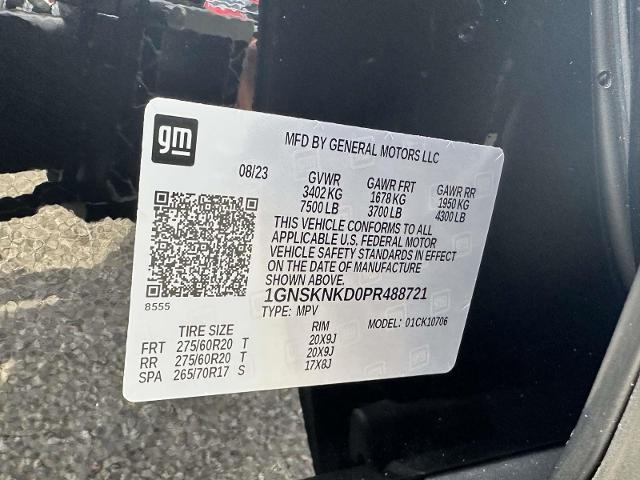 gm
MFD BY GENERAL MOTORS LLC
08/23 GVWR GAWR FRT GAWR RR
3402 KG 1678 KG 1950 KG
7500 LB 3700 LB 4300 LB
THIS VEHICLE CONFORMS TO ALL
APPLICABLE U.S. FEDERAL MOTOR
VEHICLE SAFETY STANDARDS IN EFFECT
ON THE DATE OF MANUFACTURE
SHOWN ABOVE.
1GNSKNKD0PR488721
8555
TYPE: MPV MODEL: 01CK10706
TIRE SIZE RIM
FRT 275/60R20 T 20X9J
RR 275/60R20 T 20X9J
SPA 265/70R17 S 17X8J